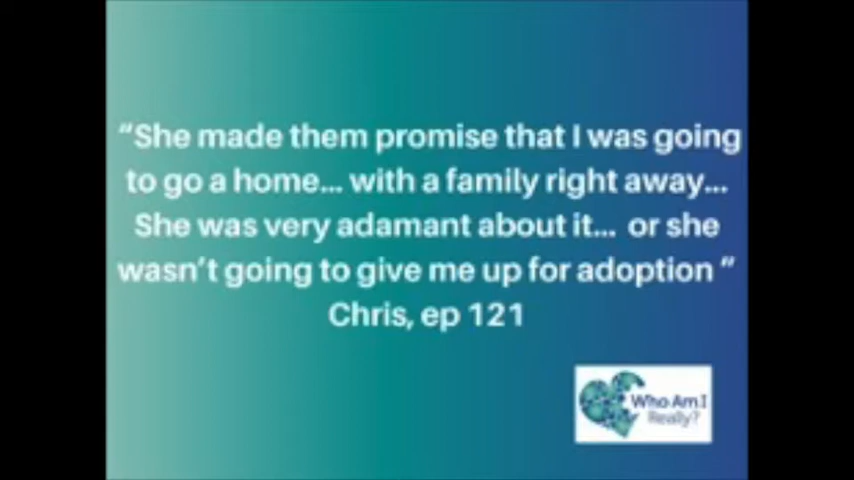 “She made them promise that I was going
to go a home... with a family right away...
She was very adamant about it... or she
wasn’t going to give me up for adoption ”
Chris, ep 121
Who Am I
Really?